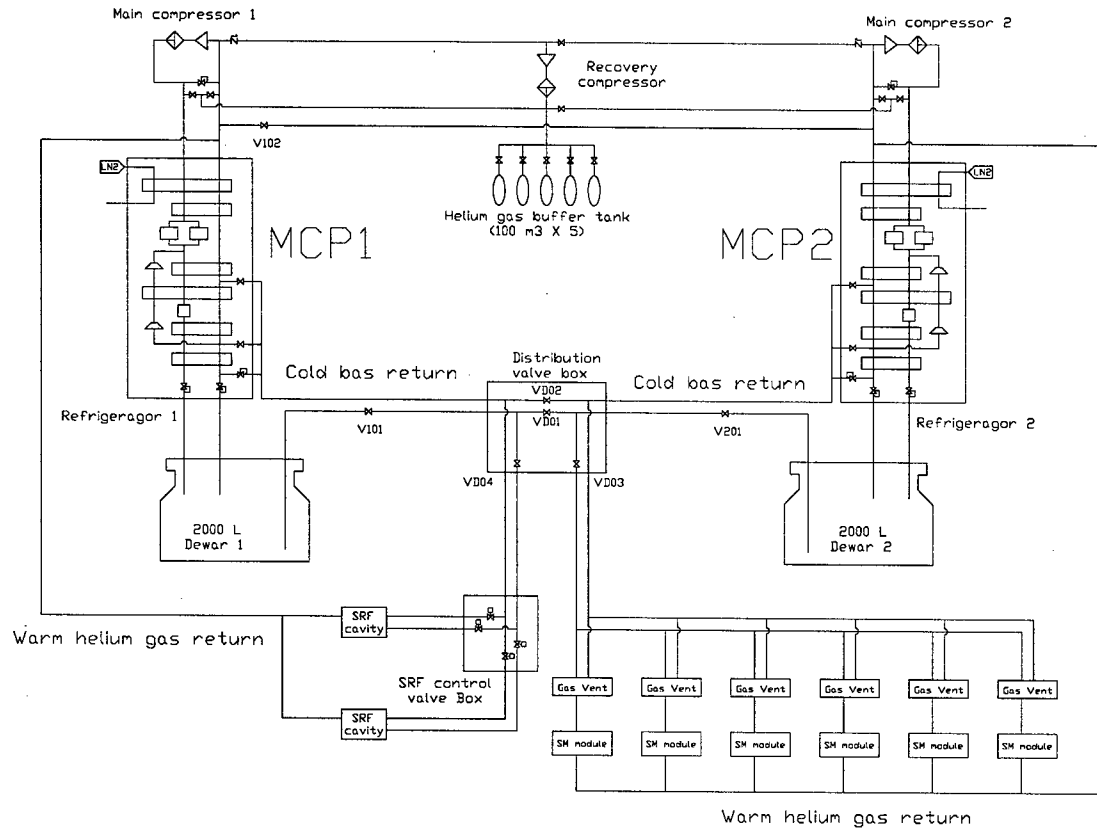 Main compressor 1
Main compressor 2
Recovery
compressor
V102
LN2
LN2
Helium gas buffer tank
(100 m3 X 5)
MCP1
MCP2
Distribution
valve box
Cold bas return
VD02
Cold bas return
Refrigeragor 1
V101
VD01
V201
Refrigeragor 2
VD04
VD03
2000 L
Dewar 1
2000 L
Dewar 2
SRF
cavity
Warm helium gas return
SRF control
valve Box
SRF
cavity
Gas Vent
Gas Vent
Gas Vent
Gas Vent
Gas Vent
Gas Vent
SM module
SM module
SM module
SM module
SM module
SM module
Warm helium gas return